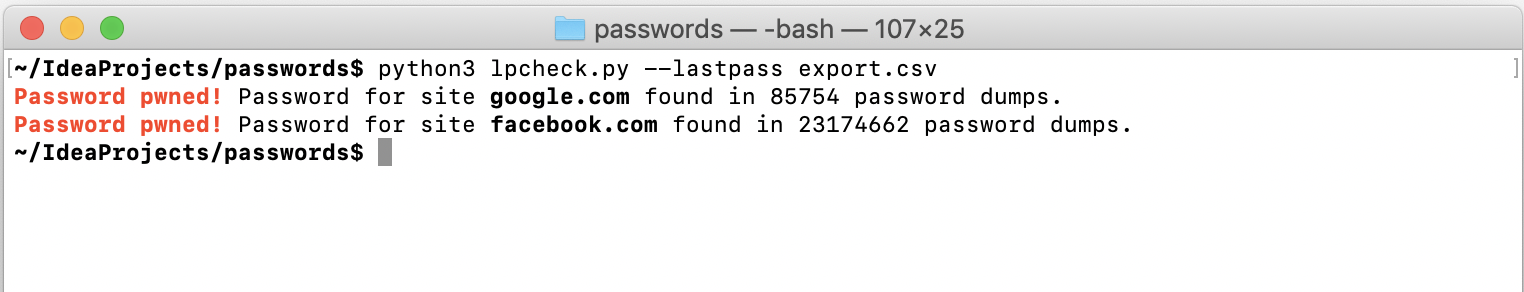 passwords — -bash — 107×25
[~/IdeaProjects/passwords$ python3 lpcheck.py --lastpass export.csv ]
Password pwned! Password for site google.com found in 85754 password dumps.
Password pwned! Password for site facebook.com found in 23174662 password dumps.
~/IdeaProjects/passwords$